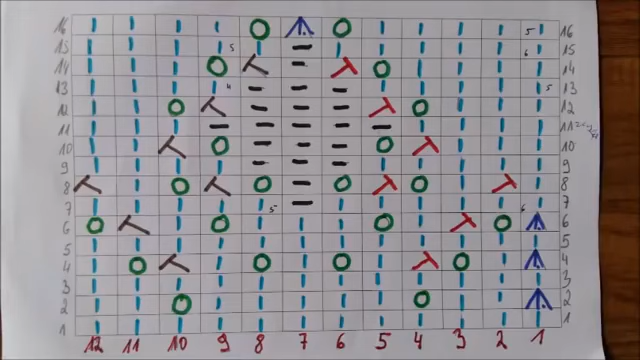 16 5 16
15 5 6 15
14 14
13 4 5 13
12 12
11 11
10 10
9 9
8 8
7 5 7
6 6 6
5 5
4 4
3 3
2 2
1 1
12 11 10 9 8 7 6 5 4 3 2 1